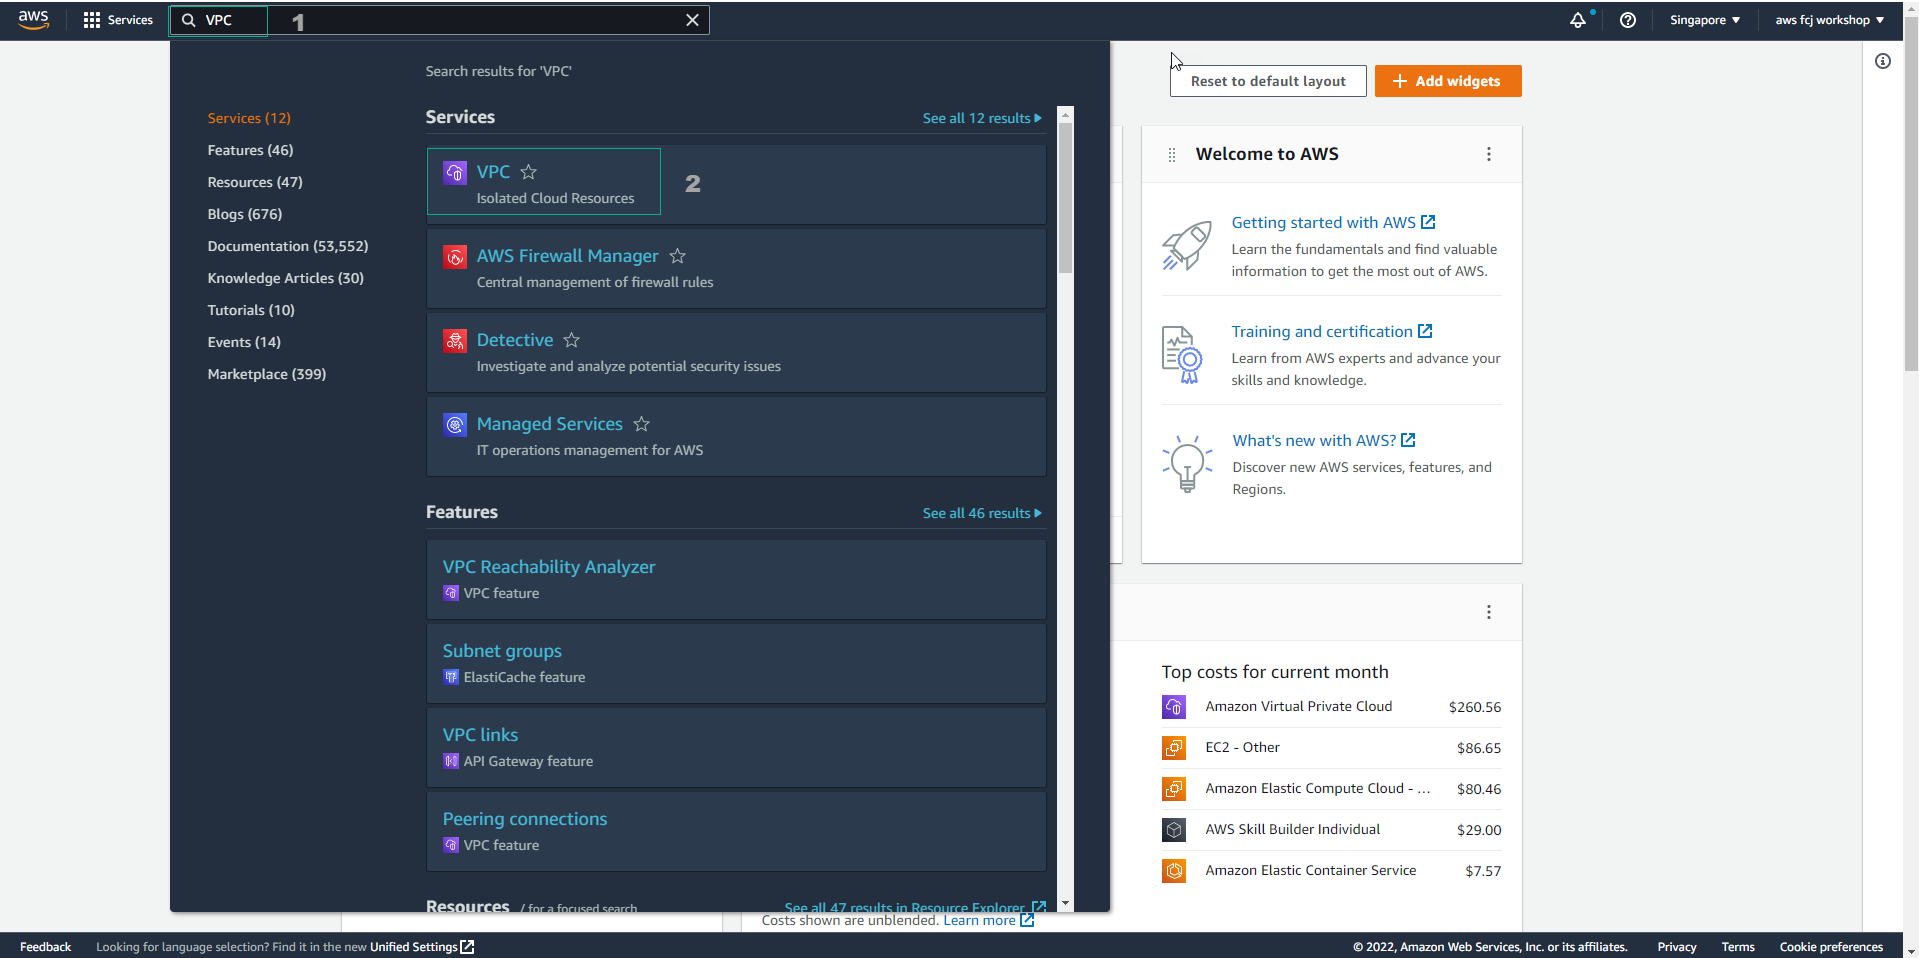 aws
Services
VPC
1
Singapore
aws fcj workshop
Search results for 'VPC'
Services (12)
Features (46)
Resources (47)
Blogs (676)
Documentation (53,552)
Knowledge Articles (30)
Tutorials (10)
Events (14)
Marketplace (399)
Services
See all 12 results
VPC
Isolated Cloud Resources
2
AWS Firewall Manager
Central management of firewall rules
Detective
Investigate and analyze potential security issues
Managed Services
IT operations management for AWS
Features
See all 46 results
VPC Reachability Analyzer
VPC feature
Subnet groups
ElastiCache feature
VPC links
API Gateway feature
Peering connections
VPC feature
Resources / for a focused search
See all 47 results in Resource Explorer
Reset to default layout
Add widgets
Welcome to AWS
Getting started with AWS
Learn the fundamentals and find valuable
information to get the most out of AWS.
Training and certification
Learn from AWS experts and advance your
skills and knowledge.
What's new with AWS?
Discover new AWS services, features, and
Regions.
Top costs for current month
Amazon Virtual Private Cloud $260.56
EC2 - Other $86.65
Amazon Elastic Compute Cloud - ... $80.46
AWS Skill Builder Individual $29.00
Amazon Elastic Container Service $7.57
Costs shown are unblended. Learn more
Feedback
Looking for language selection? Find it in the new Unified Settings
© 2022, Amazon Web Services, Inc. or its affiliates.
Privacy
Terms
Cookie preferences